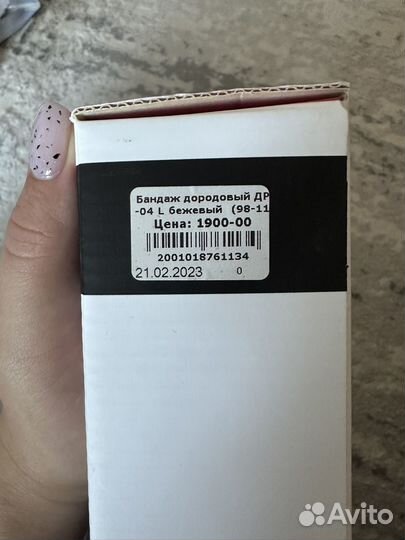 Бандаж дородовый ДР
-04 L бежевый (98-11
Цена: 1900-00
2001018761134
21.02.2023 0
Avito